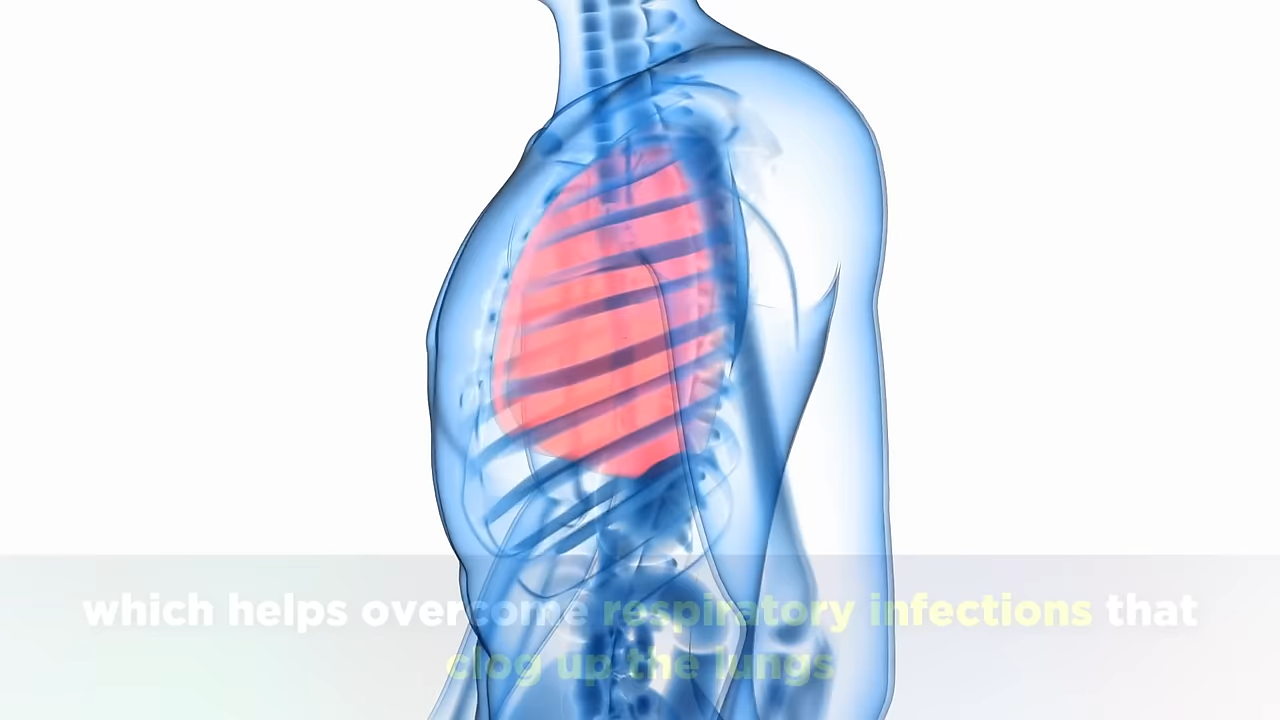 which helps overcome respiratory infections that
clog up the lungs